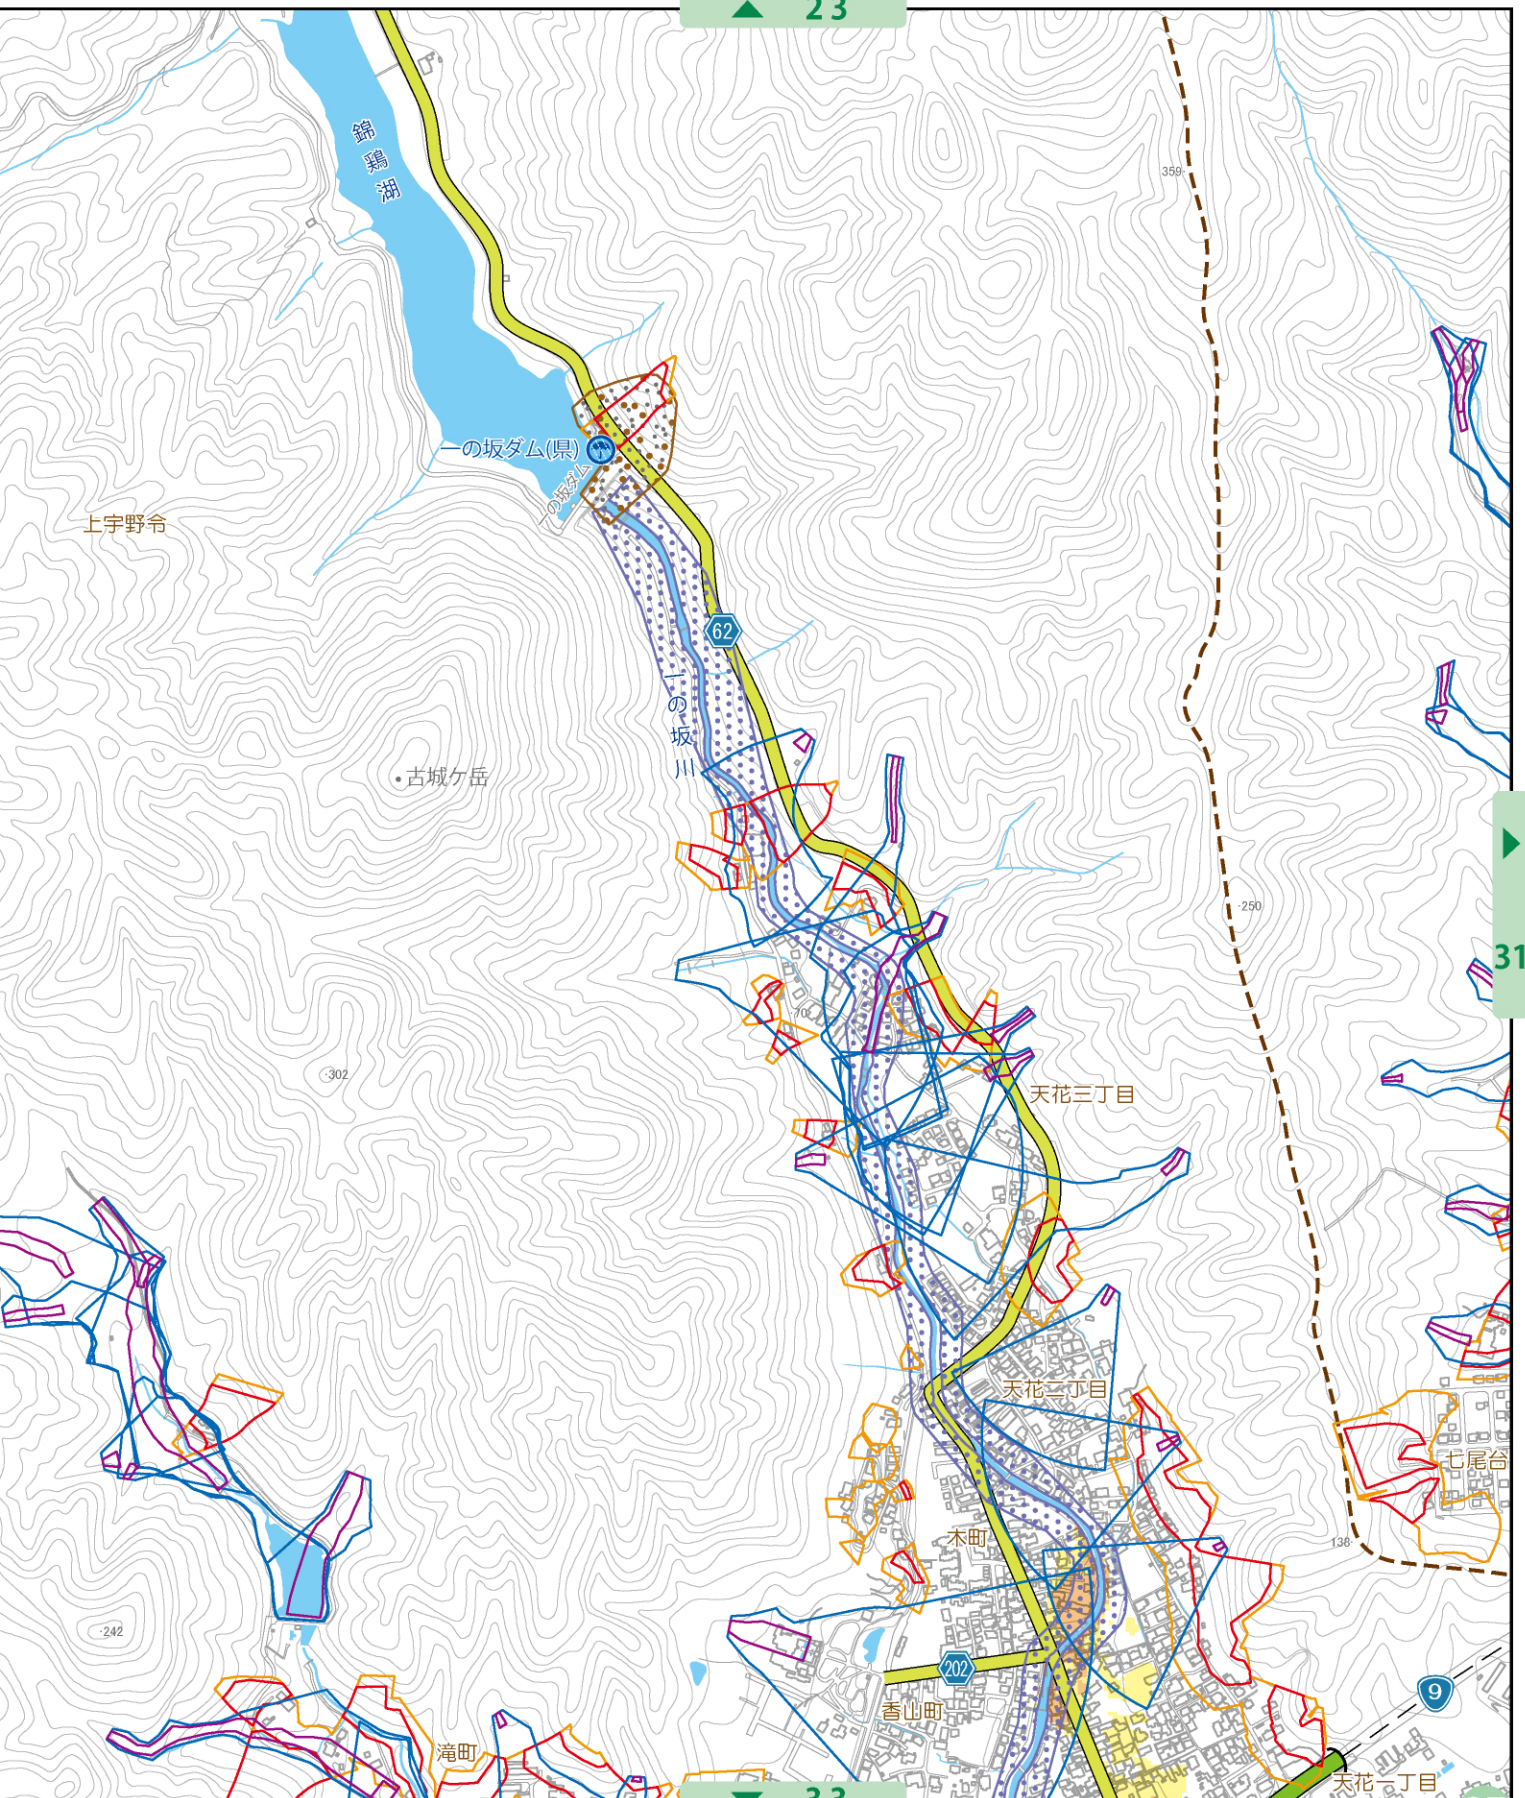 23
錦鶏湖
359
一の坂ダム(県)
一の坂ダム
上宇野令
62
一の坂川
古城ケ岳
250
31
70
302
天花三丁目
天花二丁目
七尾台
木町
138
242
202
9
香山町
滝町
天花一丁目
33